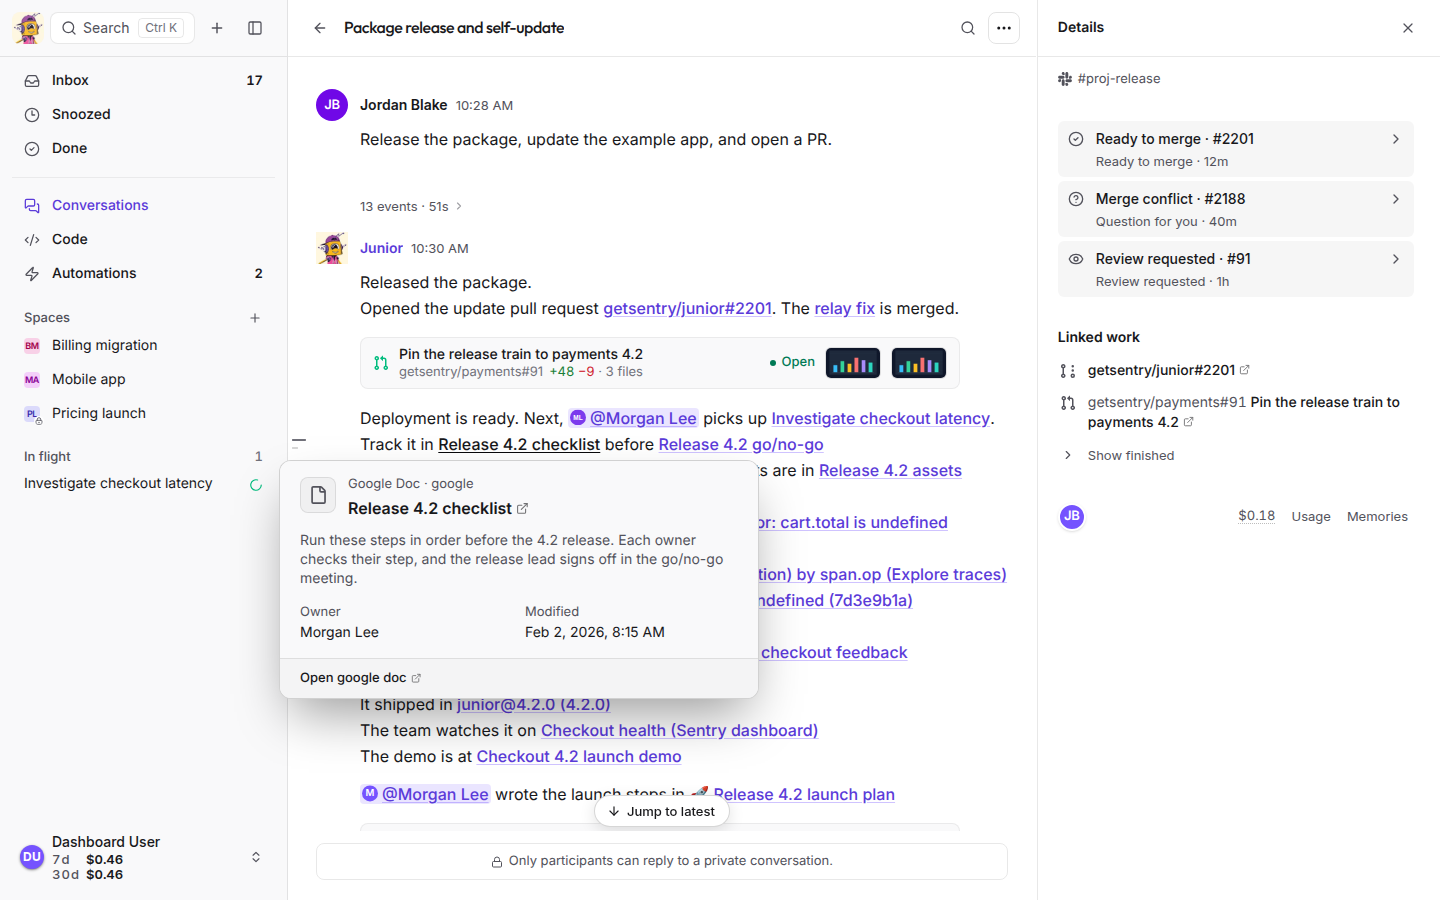 Search Ctrl K
Inbox 17
Snoozed
Done
Conversations
Code
Automations 2
Spaces
BM Billing migration
MA Mobile app
PL Pricing launch
In flight 1
Investigate checkout latency
DU Dashboard User
7d $0.46
30d $0.46
Package release and self-update
JB Jordan Blake 10:28 AM
Release the package, update the example app, and open a PR.
13 events · 51s
Junior 10:30 AM
Released the package.
Opened the update pull request getsentry/junior#2201. The relay fix is merged.
Pin the release train to payments 4.2
getsentry/payments#91 +48 −9 · 3 files
Open
Deployment is ready. Next, ML @Morgan Lee picks up Investigate checkout latency.
Track it in Release 4.2 checklist before Release 4.2 go/no-go
ts are in Release 4.2 assets
or: cart.total is undefined
tion) by span.op (Explore traces)
ndefined (7d3e9b1a)
checkout feedback
Google Doc · google
Release 4.2 checklist
Run these steps in order before the 4.2 release. Each owner
checks their step, and the release lead signs off in the go/no-go
meeting.
Owner Modified
Morgan Lee Feb 2, 2026, 8:15 AM
Open google doc
It shipped in junior@4.2.0 (4.2.0)
The team watches it on Checkout health (Sentry dashboard)
The demo is at Checkout 4.2 launch demo
M @Morgan Lee wrote the launch steps in 🚀 Release 4.2 launch plan
Jump to latest
Only participants can reply to a private conversation.
Details
#proj-release
Ready to merge · #2201
Ready to merge · 12m
Merge conflict · #2188
Question for you · 40m
Review requested · #91
Review requested · 1h
Linked work
getsentry/junior#2201
getsentry/payments#91 Pin the release train to
payments 4.2
Show finished
JB $0.18 Usage Memories